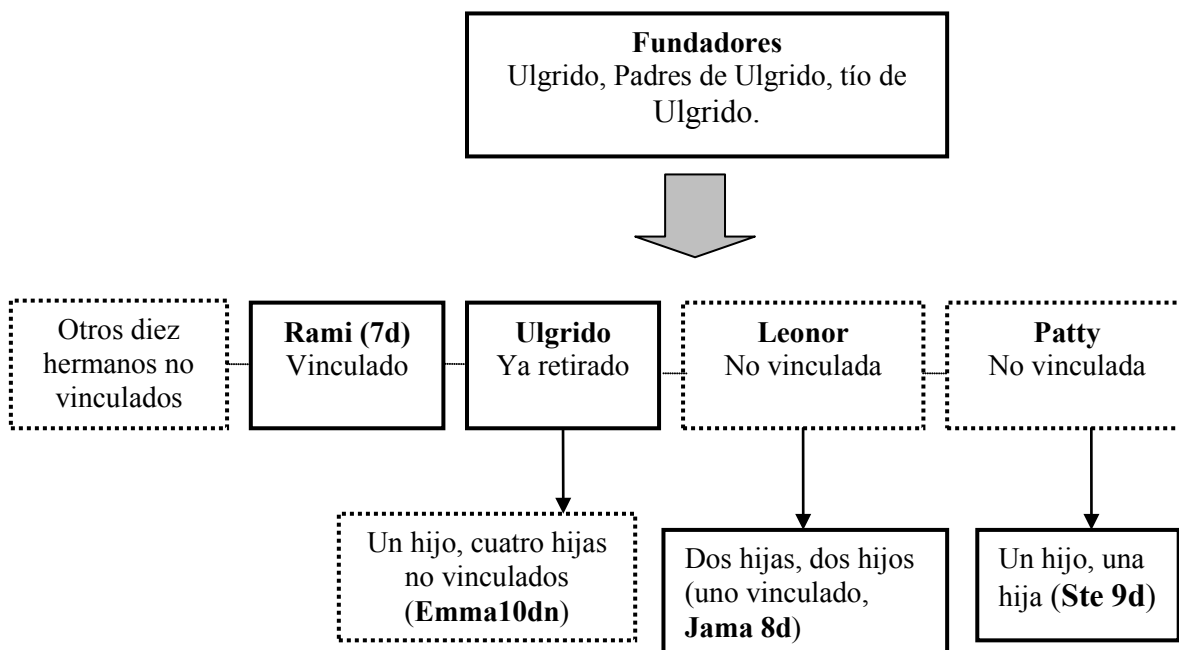 Fundadores
Ulgrido, Padres de Ulgrido, tío de
Ulgrido.
Otros diez
hermanos no
vinculados
Rami (7d)
Vinculado
Ulgrido
Ya retirado
Leonor
No vinculada
Patty
No vinculada
Un hijo, cuatro hijas
no vinculados
(Emma10dn)
Dos hijas, dos hijos
(uno vinculado,
Jama 8d)
Un hijo, una
hija (Ste 9d)